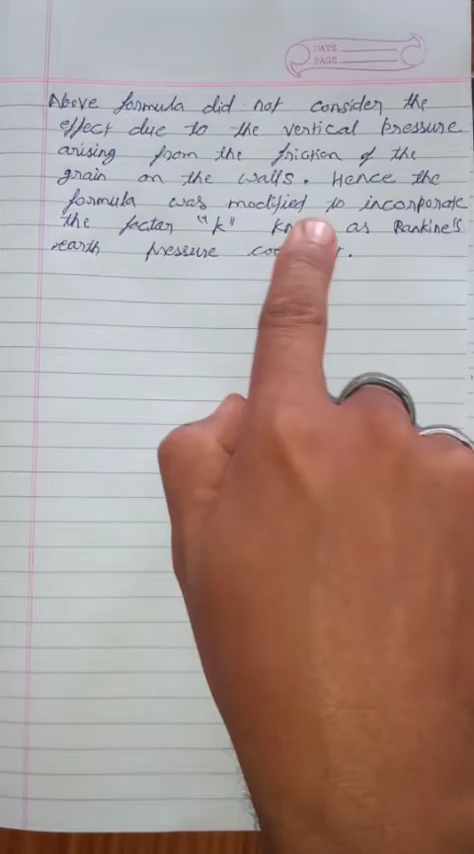 DATE
PAGE
Above formula did not consider the
effect due to the vertical pressure
arising from the friction of the
grain on the walls. Hence the
formula was modified to incorporate
the factor "k" as Rankine's
earth pressure